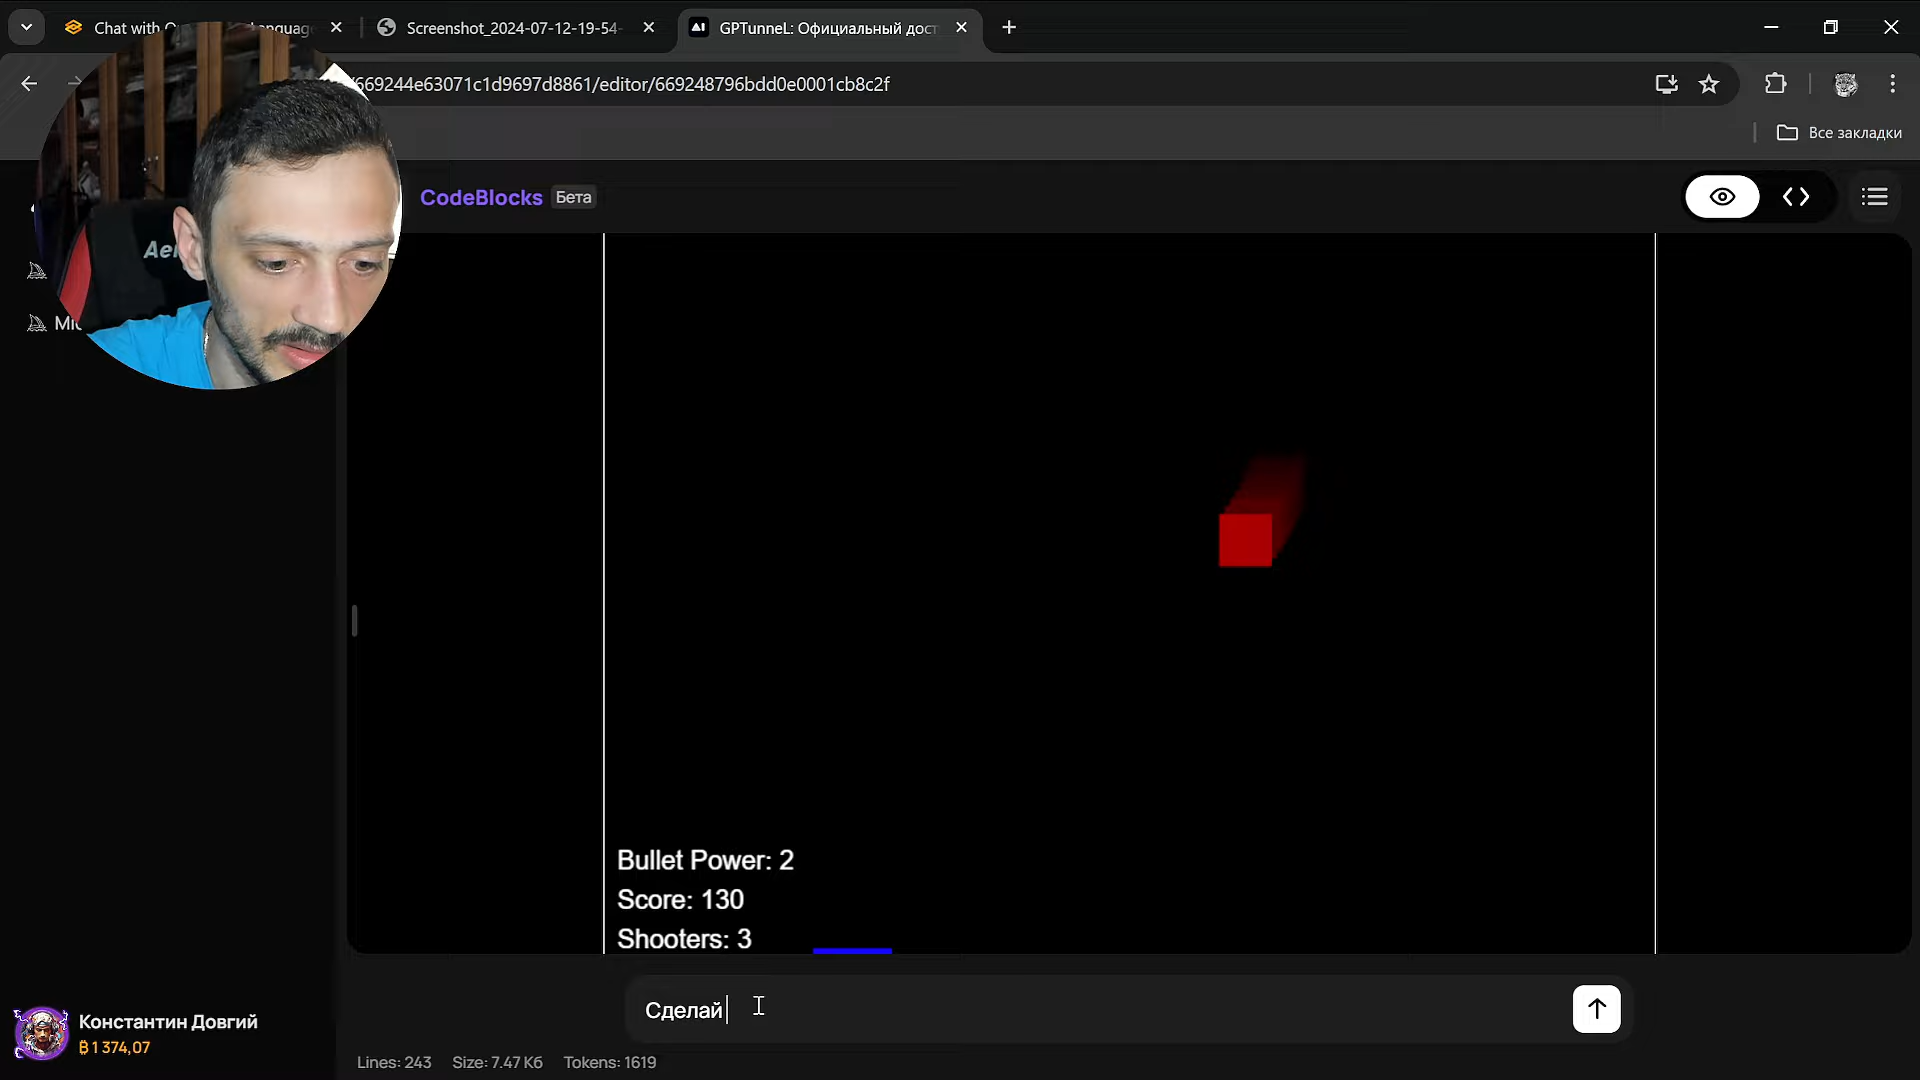 Chat with
Screenshot_2024-07-12-19-54-
GPTunneL: Официальный дост
669244e63071c1d9697d8861/editor/669248796bdd0e0001cb8c2f
Все закладки
CodeBlocks Бета
Bullet Power: 2
Score: 130
Shooters: 3
Сделай
Константин Довгий
฿ 1 374,07
Lines: 243 Size: 7.47 Кб Tokens: 1619